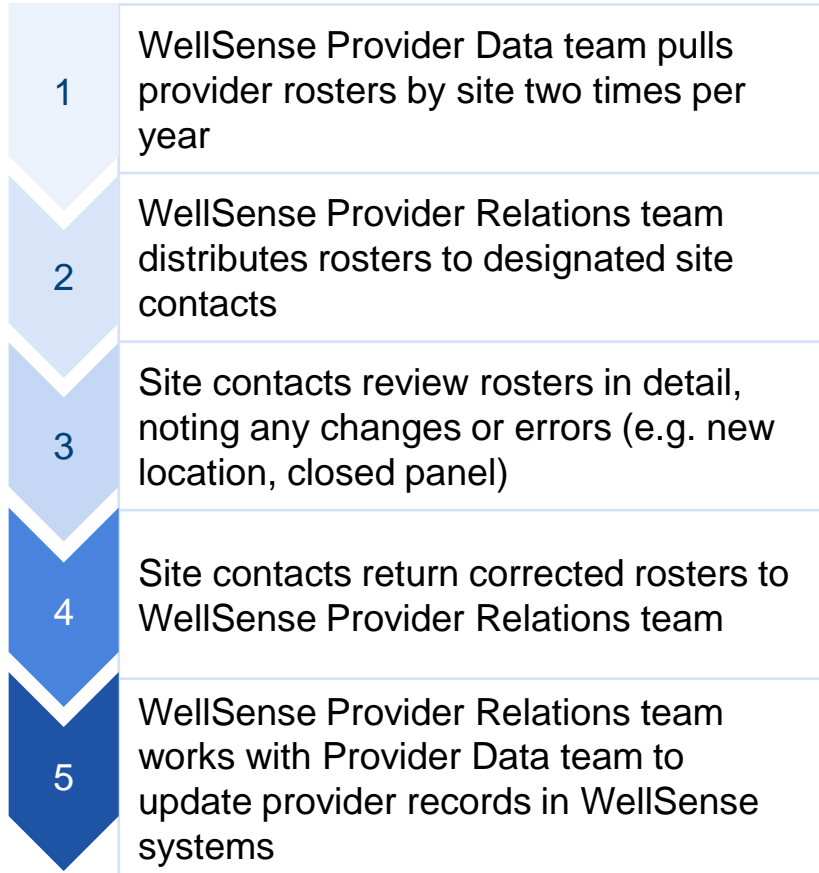 1
WellSense Provider Data team pulls
provider rosters by site two times per
year
2
WellSense Provider Relations team
distributes rosters to designated site
contacts
3
Site contacts review rosters in detail,
noting any changes or errors (e.g. new
location, closed panel)
4
Site contacts return corrected rosters to
WellSense Provider Relations team
5
WellSense Provider Relations team
works with Provider Data team to
update provider records in WellSense
systems